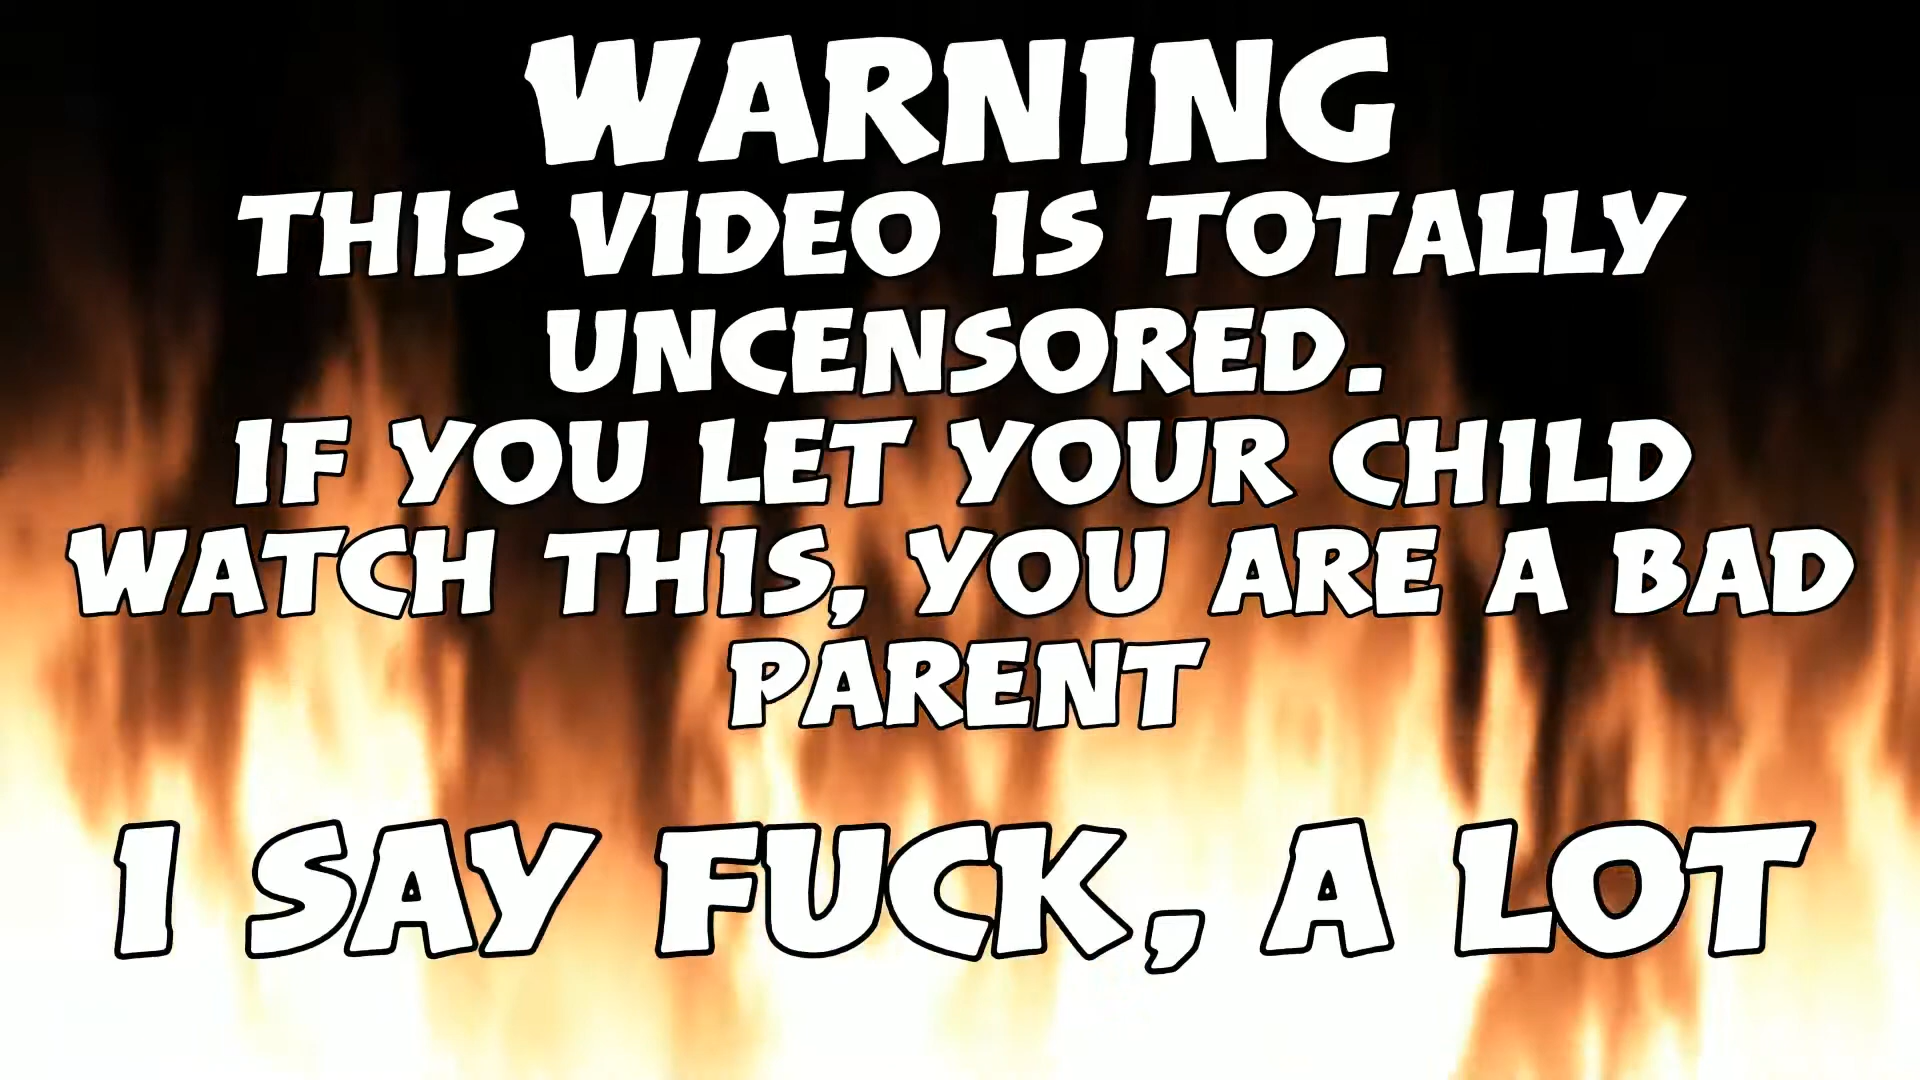 WARNING
THIS VIDEO IS TOTALLY
UNCENSORED.
IF YOU LET YOUR CHILD
WATCH THIS, YOU ARE A BAD
PARENT
I SAY FUCK, A LOT